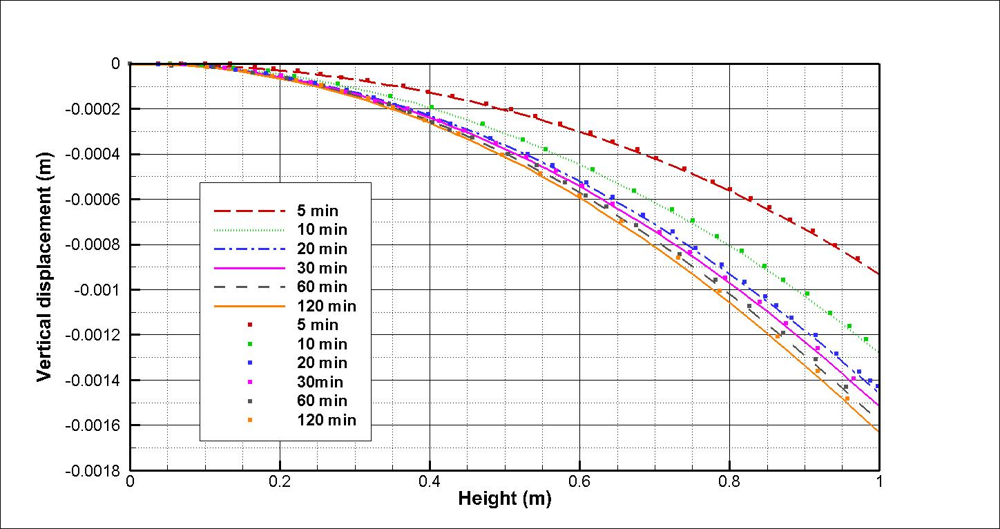 0
-0.0002
-0.0004
-0.0006
-0.0008
-0.001
-0.0012
-0.0014
-0.0016
-0.0018
Vertical displacement (m)
5 min
10 min
20 min
30 min
60 min
120 min
5 min
10 min
20 min
30min
60 min
120 min
0 0.2 0.4 0.6 0.8 1
Height (m)